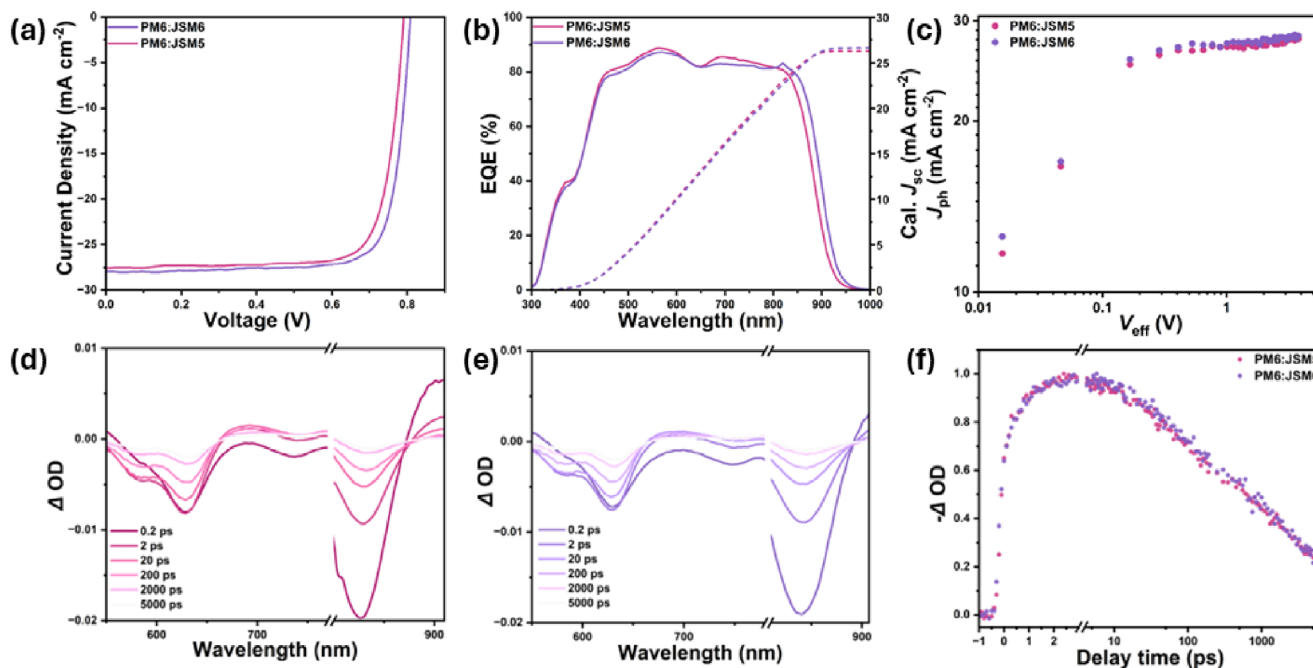 (a)
PM6:JSM6
PM6:JSM5
Current Density (mA cm-2)
0
−5
−10
−15
−20
−25
−30
0.0
0.2
0.4
0.6
0.8
Voltage (V)
(b)
PM6:JSM5
PM6:JSM6
EQE (%)
100
80
60
40
20
0
300
400
500
600
700
800
900
1000
Wavelength (nm)
30
25
20
15
10
5
0
Cal. Jsc (mA cm-2)
(c)
PM6:JSM5
PM6:JSM6
Jph (mA cm-2)
30
20
10
0.01
0.1
1
Veff (V)
(d)
Δ OD
0.01
0.00
−0.01
−0.02
0.2 ps
2 ps
20 ps
200 ps
2000 ps
5000 ps
600
700
900
Wavelength (nm)
(e)
Δ OD
0.01
0.00
−0.01
−0.02
0.2 ps
2 ps
20 ps
200 ps
2000 ps
5000 ps
600
700
900
Wavelength (nm)
(f)
PM6:JSM
PM6:JSM
-Δ OD
1.0
0.8
0.6
0.4
0.2
0.0
−1
0
1
2
10
100
1000
Delay time (ps)